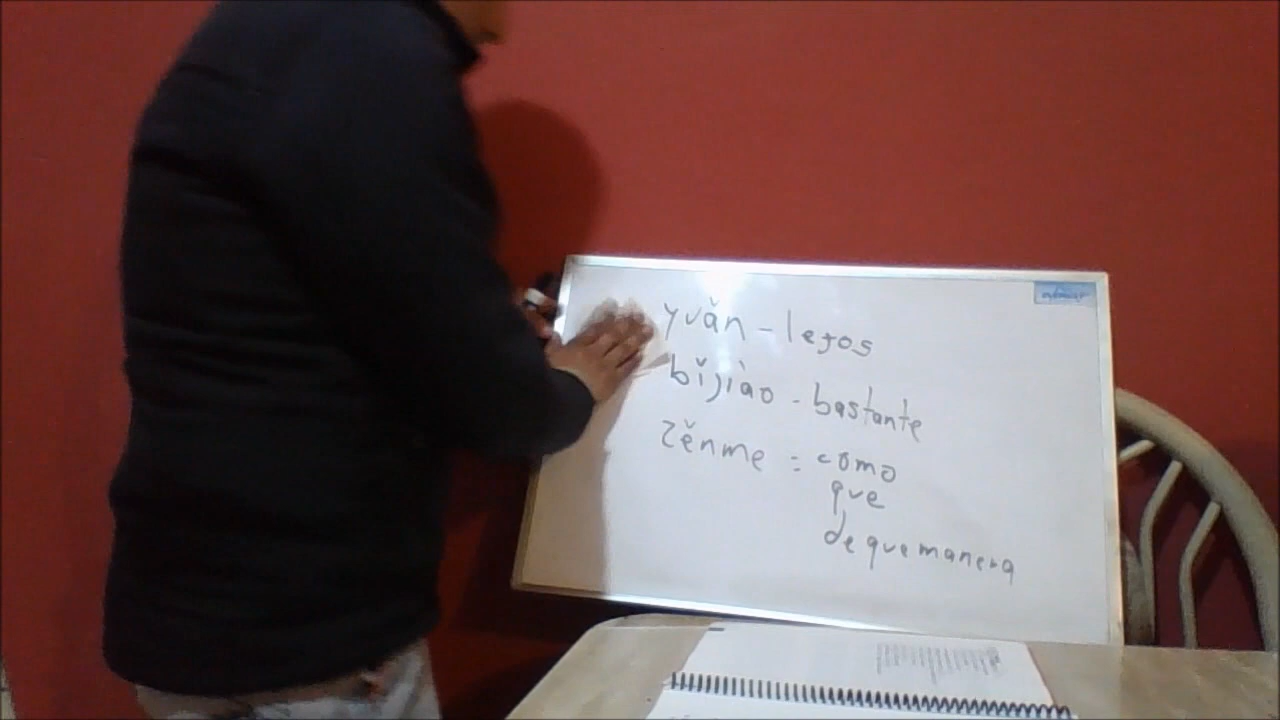 yuǎn - lejos
bǐjiào - bastante
zěnme = como
que
de que manera